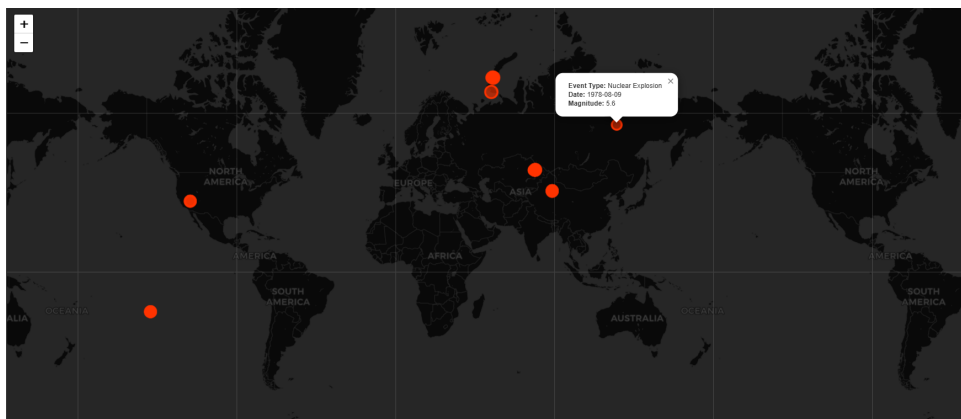 +
−
×
Event Type: Nuclear Explosion
Date: 1978-08-09
Magnitude: 5.6
NORTH
AMERICA
EUROPE
ASIA
NORTH
AMERICA
AMERICA
AFRICA
AMERICA
SOUTH
AMERICA
SOUTH
AMERICA
OCEANIA
ALIA
AUSTRALIA
OCEANIA